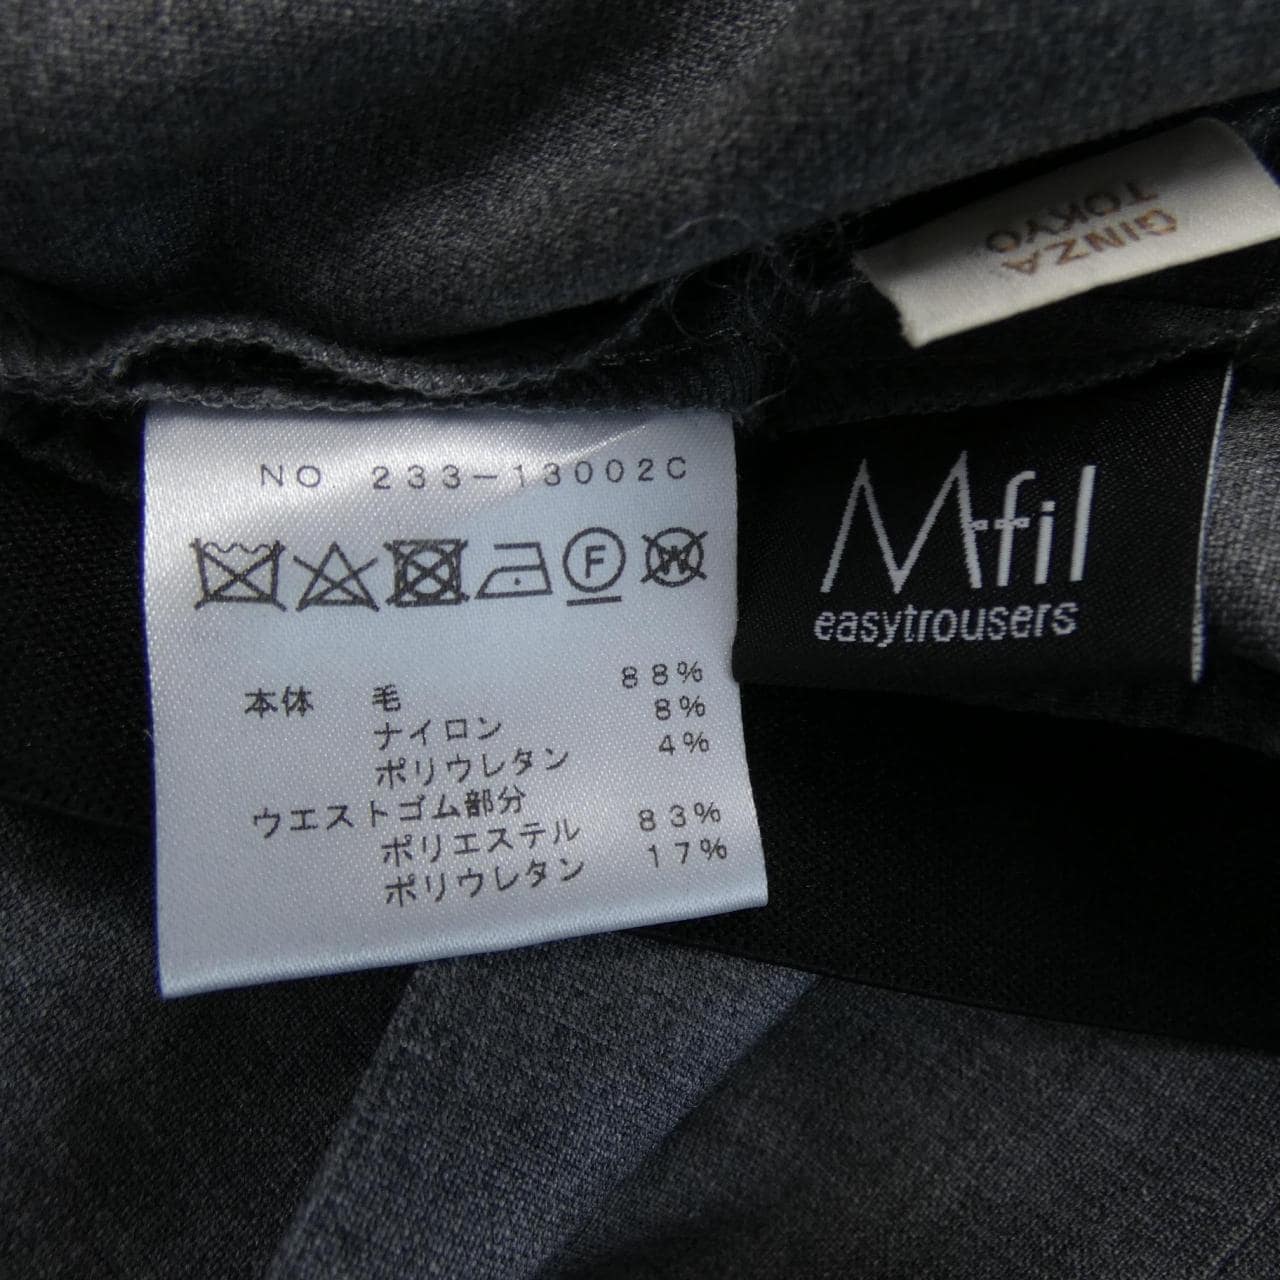 GINZA
TOKYO
NO 233-13002C
F
W
本体 毛 88%
ナイロン 8%
ポリウレタン 4%
ウエストゴム部分
ポリエステル 83%
ポリウレタン 17%
M-fil
easytrousers